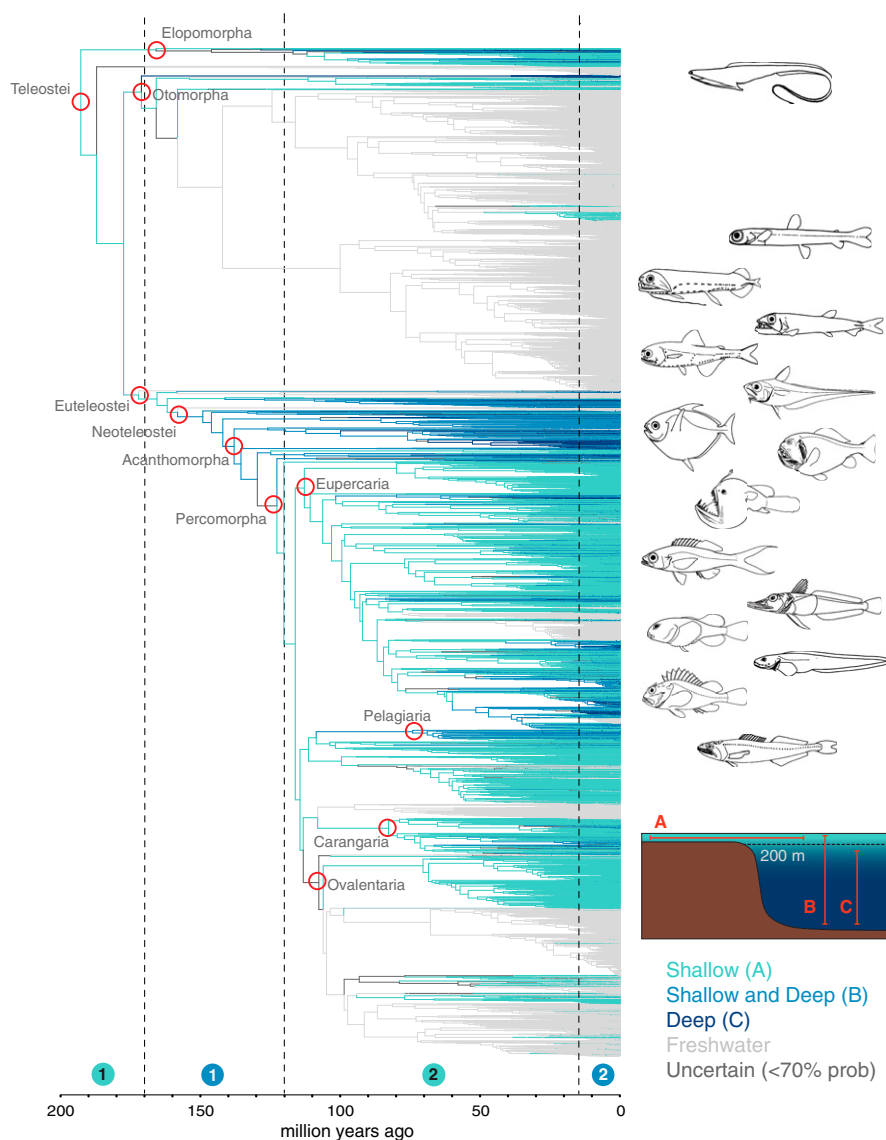 Elopomorpha
Teleostei
Otomorpha
Euteleostei
Neoteleostei
Acanthomorpha
Eupercaria
Percomorpha
Pelagiaria
Carangaria
Ovalentaria
A
200 m
B
C
Shallow (A)
Shallow and Deep (B)
Deep (C)
Freshwater
Uncertain (<70% prob)
1
1
2
2
200
150
100
50
0
million years ago